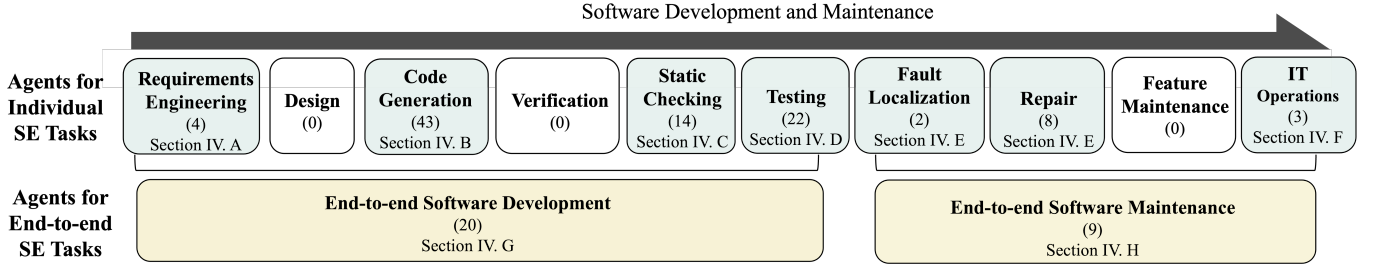 Software Development and Maintenance
Agents for
Individual
SE Tasks
Requirements
Engineering
(4)
Section IV. A
Design
(0)
Code
Generation
(43)
Section IV. B
Verification
(0)
Static
Checking
(14)
Section IV. C
Testing
(22)
Section IV. D
Fault
Localization
(2)
Section IV. E
Repair
(8)
Section IV. E
Feature
Maintenance
(0)
IT
Operations
(3)
Section IV. F
Agents for
End-to-end
SE Tasks
End-to-end Software Development
(20)
Section IV. G
End-to-end Software Maintenance
(9)
Section IV. H